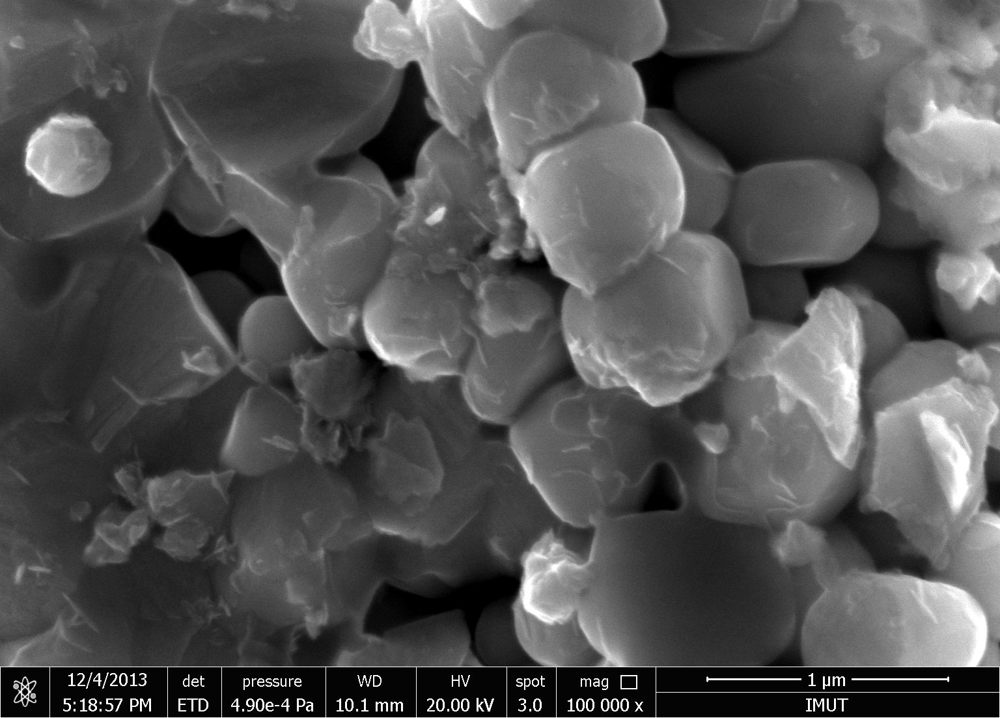 12/4/2013
5:18:57 PM
det
ETD
pressure
4.90e-4 Pa
WD
10.1 mm
HV
20.00 kV
spot
3.0
mag
100 000 x
1 µm
IMUT